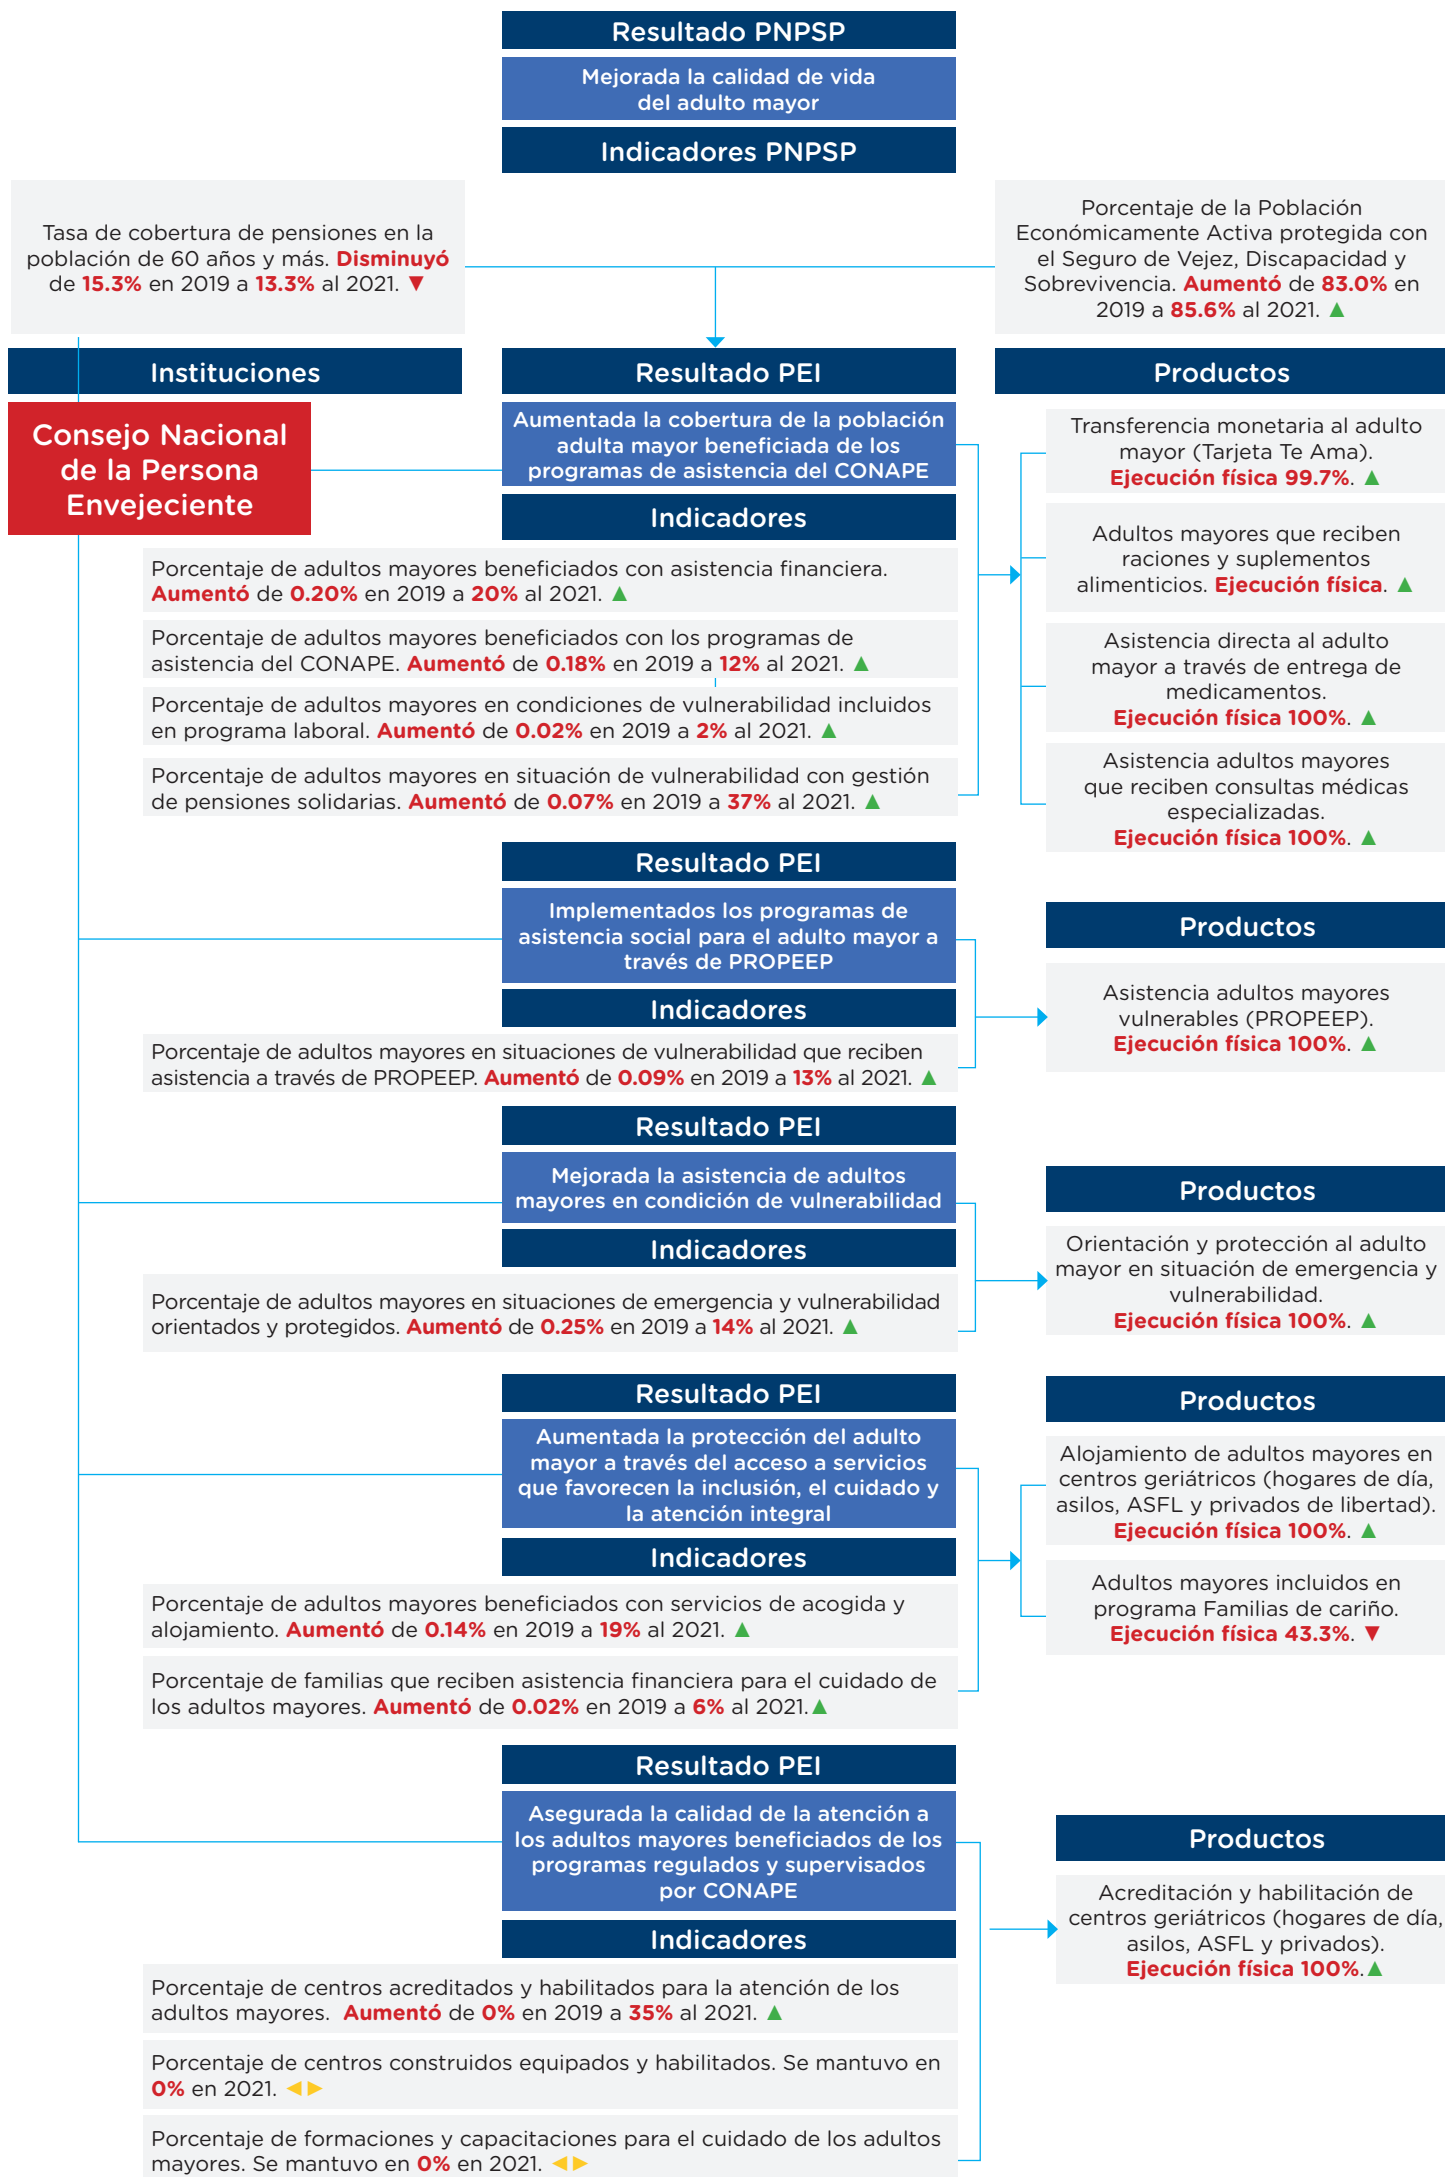 Resultado PNPSP
Mejorada la calidad de vida
del adulto mayor
Indicadores PNPSP
Tasa de cobertura de pensiones en la
población de 60 años y más. Disminuyó
de 15.3% en 2019 a 13.3% al 2021. ▼
Porcentaje de la Población
Económicamente Activa protegida con
el Seguro de Vejez, Discapacidad y
Sobrevivencia. Aumentó de 83.0% en
2019 a 85.6% al 2021. ▲
Instituciones
Consejo Nacional
de la Persona
Envejeciente
Resultado PEI
Aumentada la cobertura de la población
adulta mayor beneficiada de los
programas de asistencia del CONAPE
Indicadores
Porcentaje de adultos mayores beneficiados con asistencia financiera.
Aumentó de 0.20% en 2019 a 20% al 2021. ▲
Porcentaje de adultos mayores beneficiados con los programas de
asistencia del CONAPE. Aumentó de 0.18% en 2019 a 12% al 2021. ▲
Porcentaje de adultos mayores en condiciones de vulnerabilidad incluidos
en programa laboral. Aumentó de 0.02% en 2019 a 2% al 2021. ▲
Porcentaje de adultos mayores en situación de vulnerabilidad con gestión
de pensiones solidarias. Aumentó de 0.07% en 2019 a 37% al 2021. ▲
Productos
Transferencia monetaria al adulto
mayor (Tarjeta Te Ama).
Ejecución física 99.7%. ▲
Adultos mayores que reciben
raciones y suplementos
alimenticios. Ejecución física. ▲
Asistencia directa al adulto
mayor a través de entrega de
medicamentos.
Ejecución física 100%. ▲
Asistencia adultos mayores
que reciben consultas médicas
especializadas.
Ejecución física 100%. ▲
Resultado PEI
Implementados los programas de
asistencia social para el adulto mayor a
través de PROPEEP
Indicadores
Porcentaje de adultos mayores en situaciones de vulnerabilidad que reciben
asistencia a través de PROPEEP. Aumentó de 0.09% en 2019 a 13% al 2021. ▲
Productos
Asistencia adultos mayores
vulnerables (PROPEEP).
Ejecución física 100%. ▲
Resultado PEI
Mejorada la asistencia de adultos
mayores en condición de vulnerabilidad
Indicadores
Porcentaje de adultos mayores en situaciones de emergencia y vulnerabilidad
orientados y protegidos. Aumentó de 0.25% en 2019 a 14% al 2021. ▲
Productos
Orientación y protección al adulto
mayor en situación de emergencia y
vulnerabilidad.
Ejecución física 100%. ▲
Resultado PEI
Aumentada la protección del adulto
mayor a través del acceso a servicios
que favorecen la inclusión, el cuidado y
la atención integral
Indicadores
Porcentaje de adultos mayores beneficiados con servicios de acogida y
alojamiento. Aumentó de 0.14% en 2019 a 19% al 2021. ▲
Porcentaje de familias que reciben asistencia financiera para el cuidado de
los adultos mayores. Aumentó de 0.02% en 2019 a 6% al 2021.▲
Productos
Alojamiento de adultos mayores en
centros geriátricos (hogares de día,
asilos, ASFL y privados de libertad).
Ejecución física 100%. ▲
Adultos mayores incluidos en
programa Familias de cariño.
Ejecución física 43.3%. ▼
Resultado PEI
Asegurada la calidad de la atención a
los adultos mayores beneficiados de los
programas regulados y supervisados
por CONAPE
Indicadores
Porcentaje de centros acreditados y habilitados para la atención de los
adultos mayores. Aumentó de 0% en 2019 a 35% al 2021. ▲
Porcentaje de centros construidos equipados y habilitados. Se mantuvo en
0% en 2021. ◀▶
Porcentaje de formaciones y capacitaciones para el cuidado de los adultos
mayores. Se mantuvo en 0% en 2021. ◀▶
Productos
Acreditación y habilitación de
centros geriátricos (hogares de día,
asilos, ASFL y privados).
Ejecución física 100%.▲